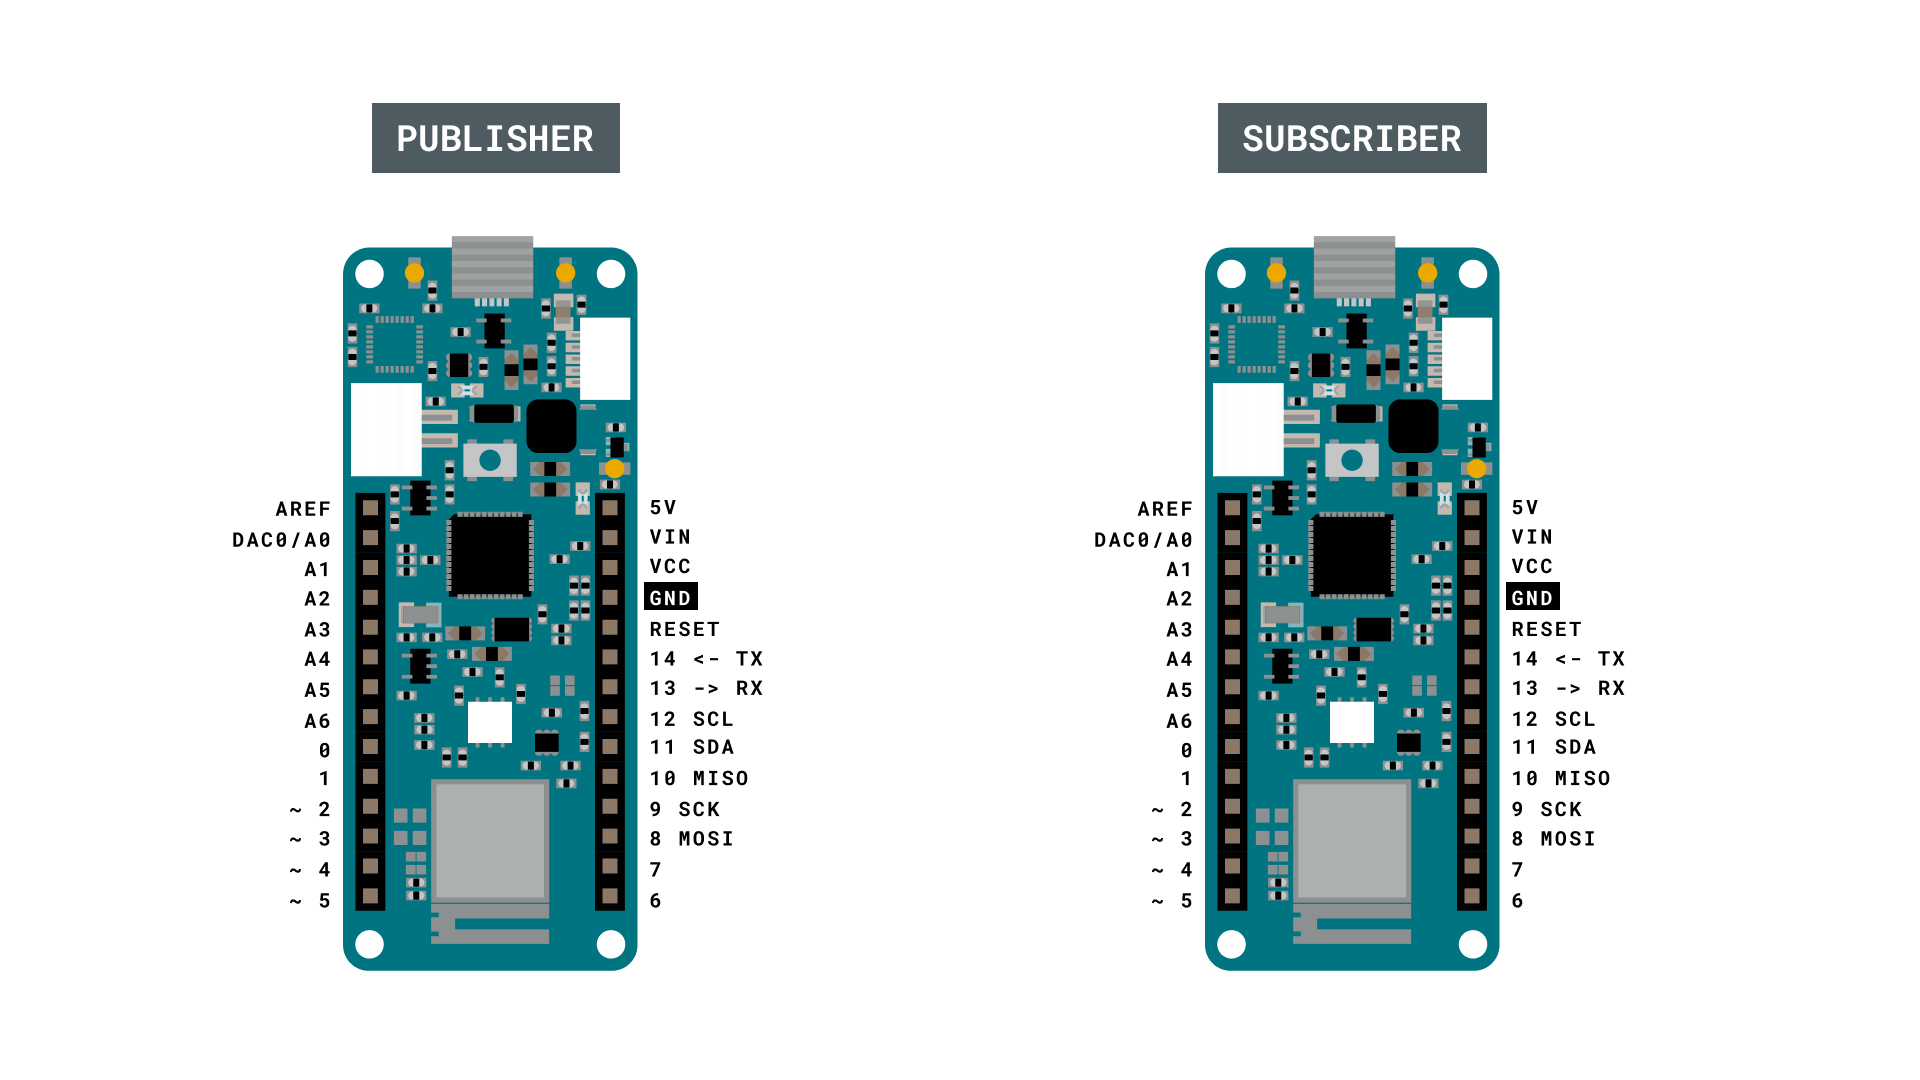 PUBLISHER
AREF
DAC0/A0
A1
A2
A3
A4
A5
A6
0
1
~ 2
~ 3
~ 4
~ 5
5V
VIN
VCC
GND
RESET
14 <- TX
13 -> RX
12 SCL
11 SDA
10 MISO
9 SCK
8 MOSI
7
6
SUBSCRIBER
AREF
DAC0/A0
A1
A2
A3
A4
A5
A6
0
1
~ 2
~ 3
~ 4
~ 5
5V
VIN
VCC
GND
RESET
14 <- TX
13 -> RX
12 SCL
11 SDA
10 MISO
9 SCK
8 MOSI
7
6